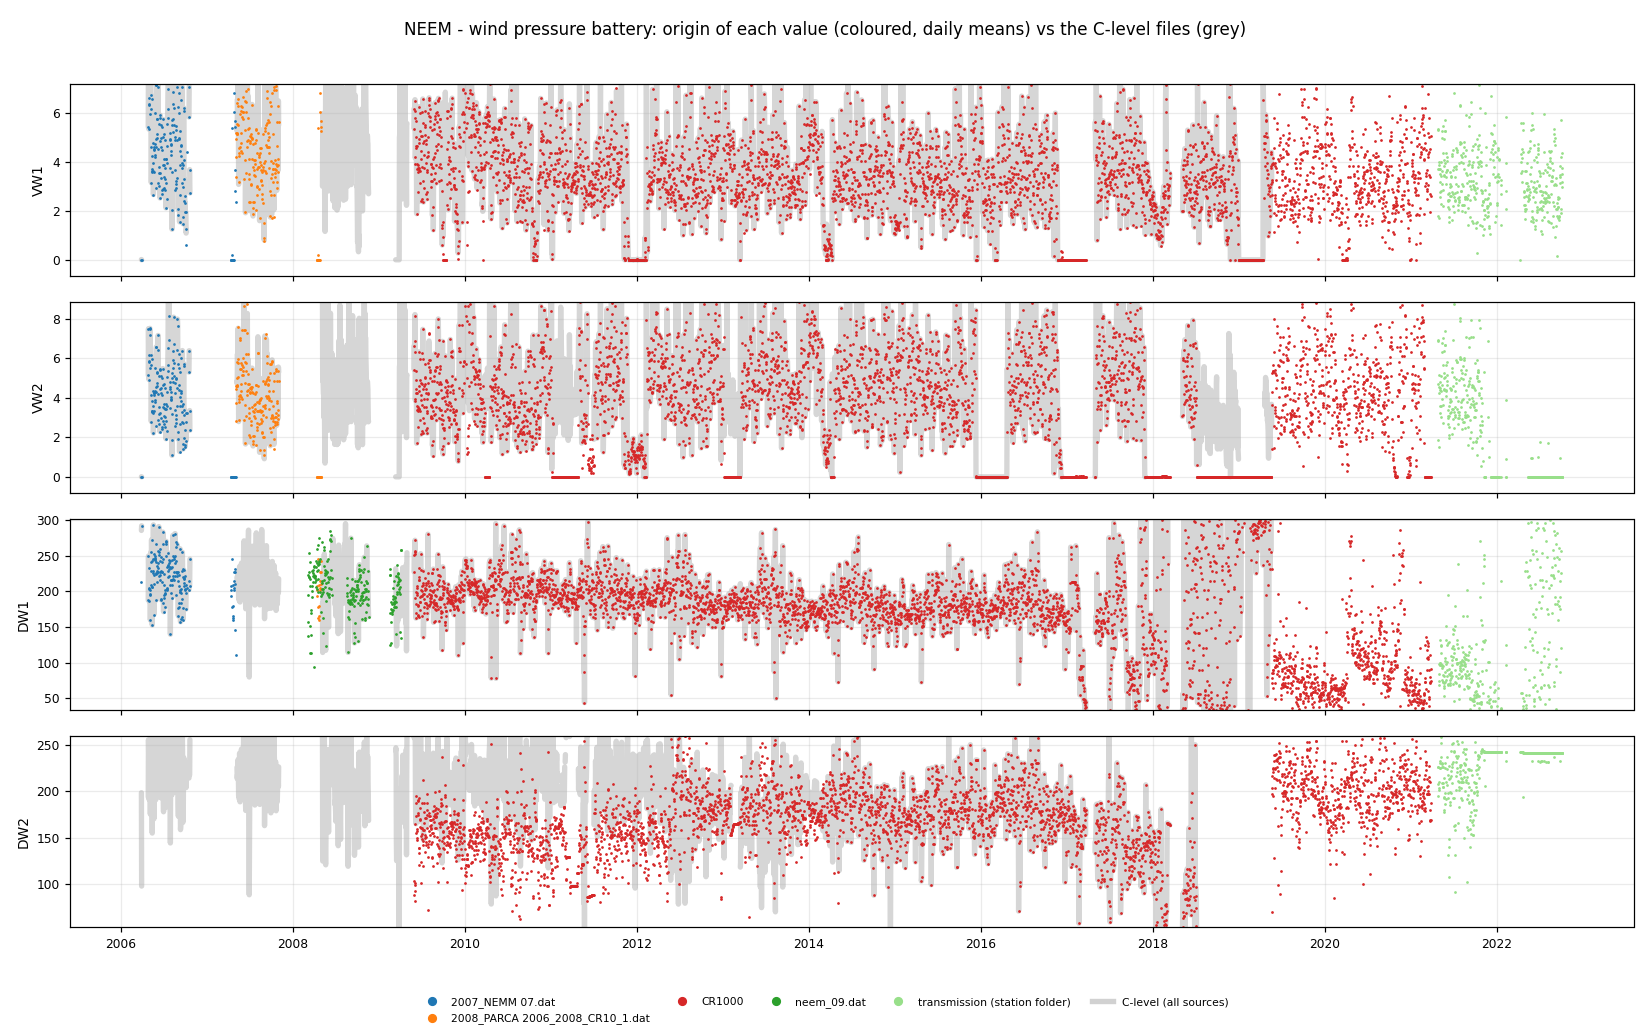 NEEM - wind pressure battery: origin of each value (coloured, daily means) vs the C-level files (grey)
VW1
6
4
2
0
VW2
8
6
4
2
0
DW1
300
250
200
150
100
50
DW2
250
200
150
100
2006 2008 2010 2012 2014 2016 2018 2020 2022
2007_NEMM 07.dat CR1000 neem_09.dat transmission (station folder) C-level (all sources)
2008_PARCA 2006_2008_CR10_1.dat